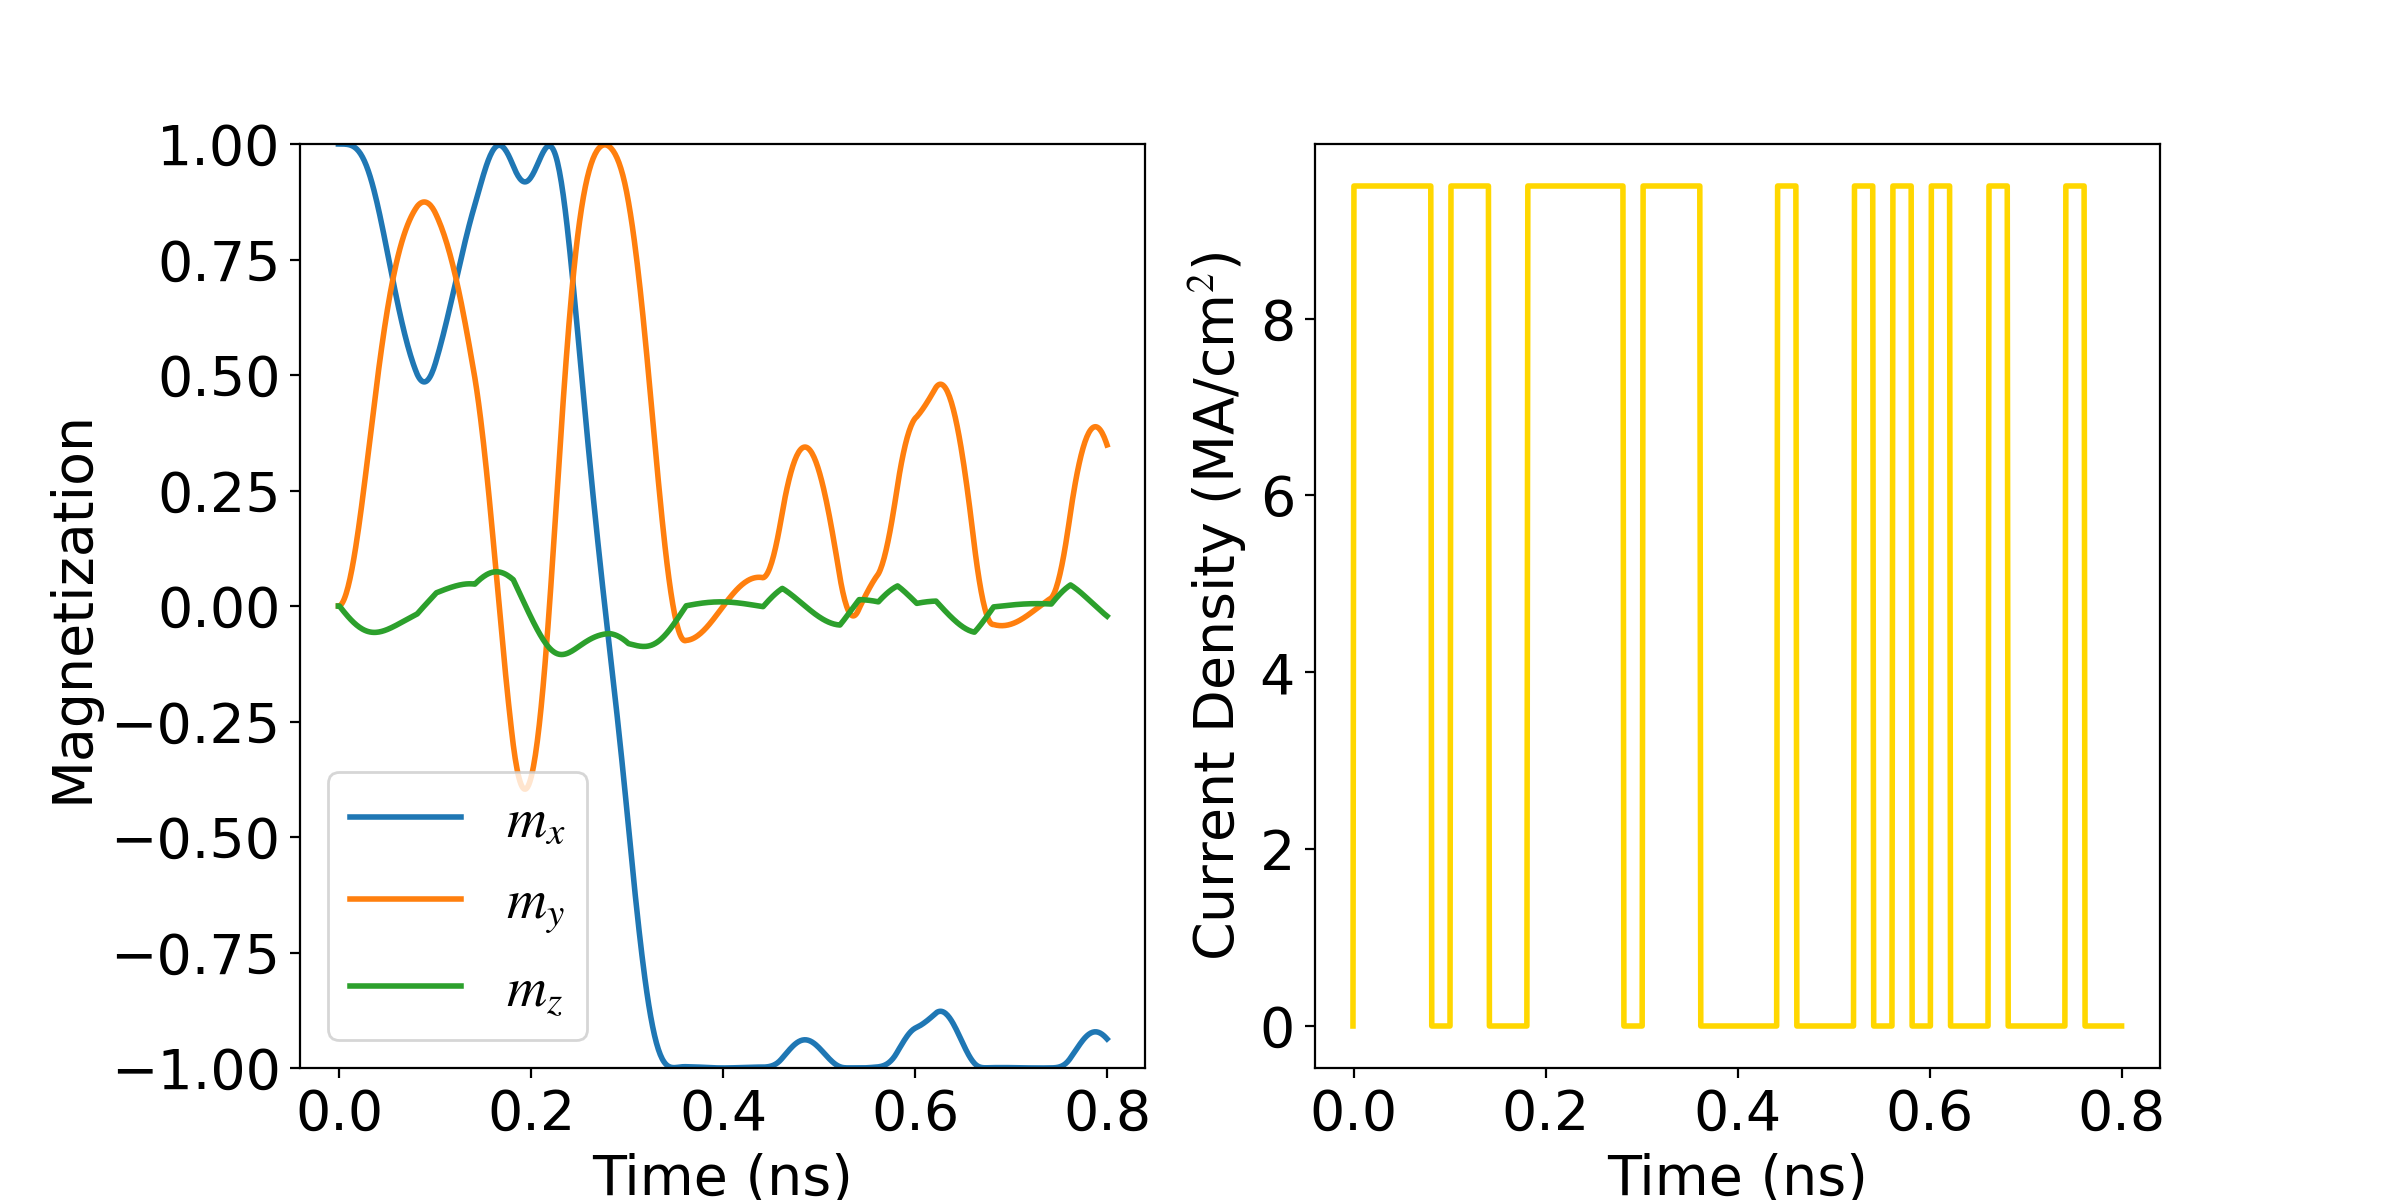 Magnetization
1.00
0.75
0.50
0.25
0.00
−0.25
−0.50
−0.75
−1.00
m_x
m_y
m_z
0.0 0.2 0.4 0.6 0.8
Time (ns)
Current Density (MA/cm²)
8
6
4
2
0
0.0 0.2 0.4 0.6 0.8
Time (ns)